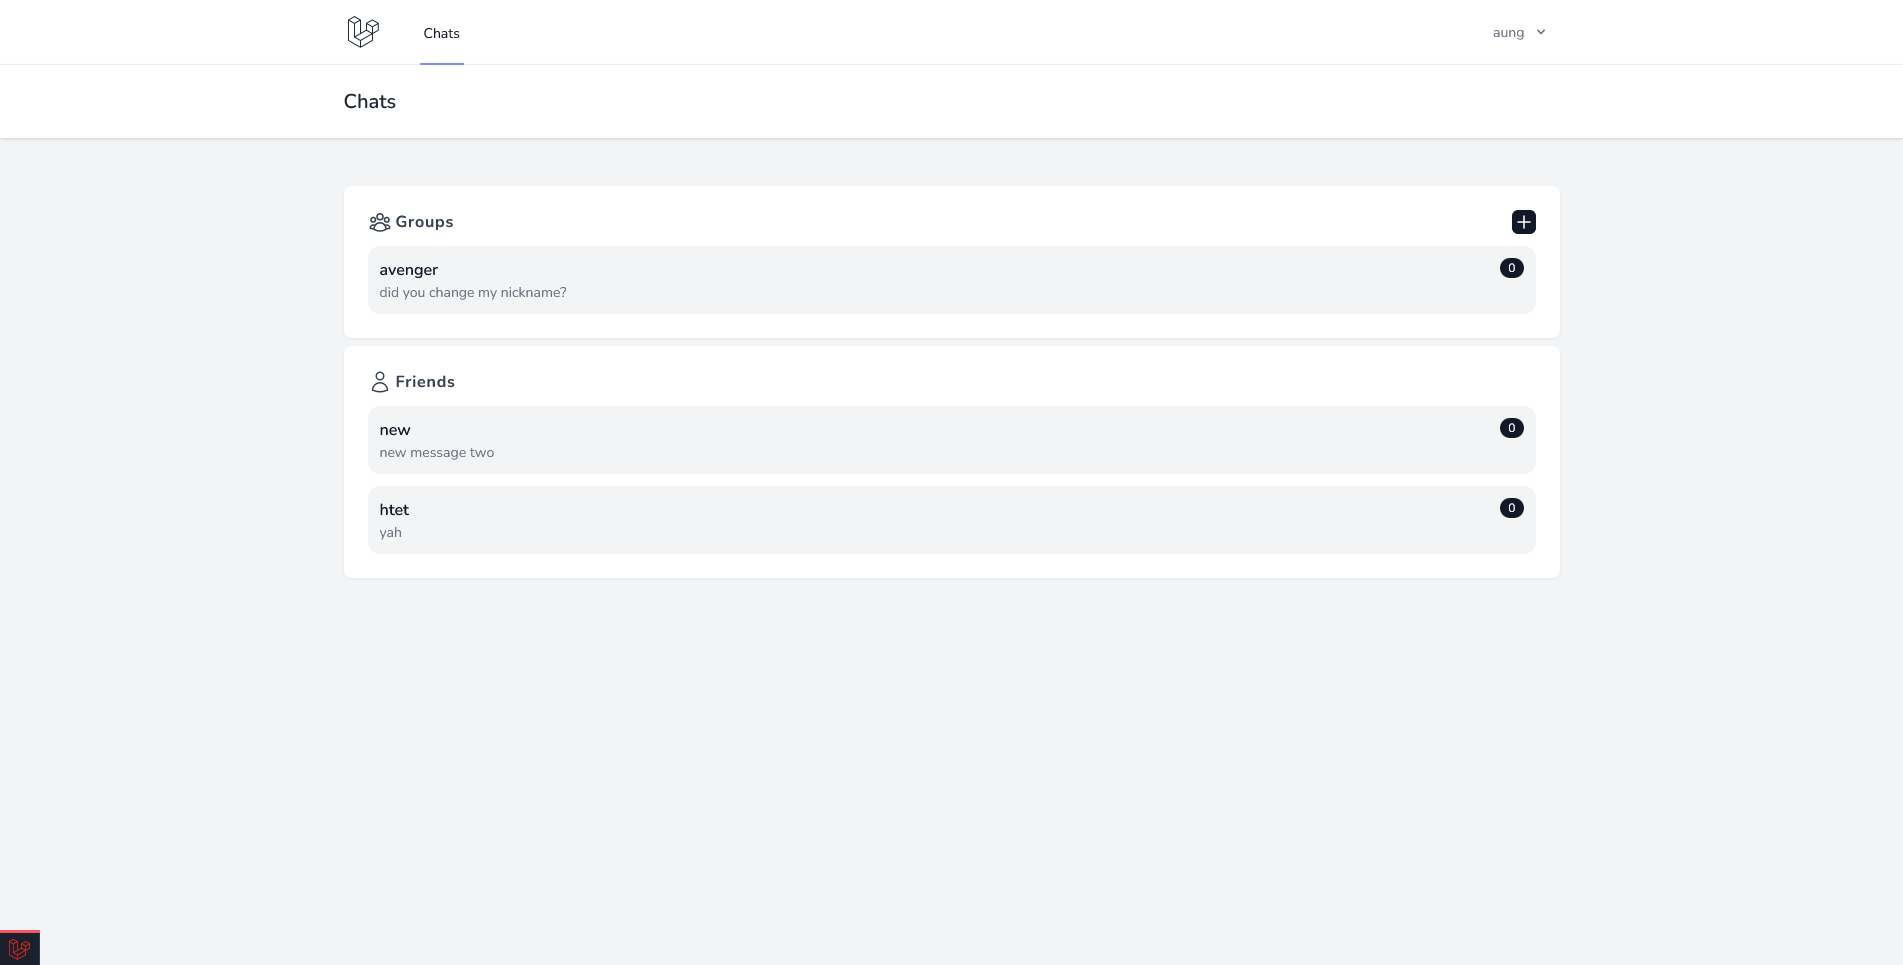 Chats
aung
Chats
Groups
avenger
0
did you change my nickname?
Friends
new
0
new message two
htet
0
yah